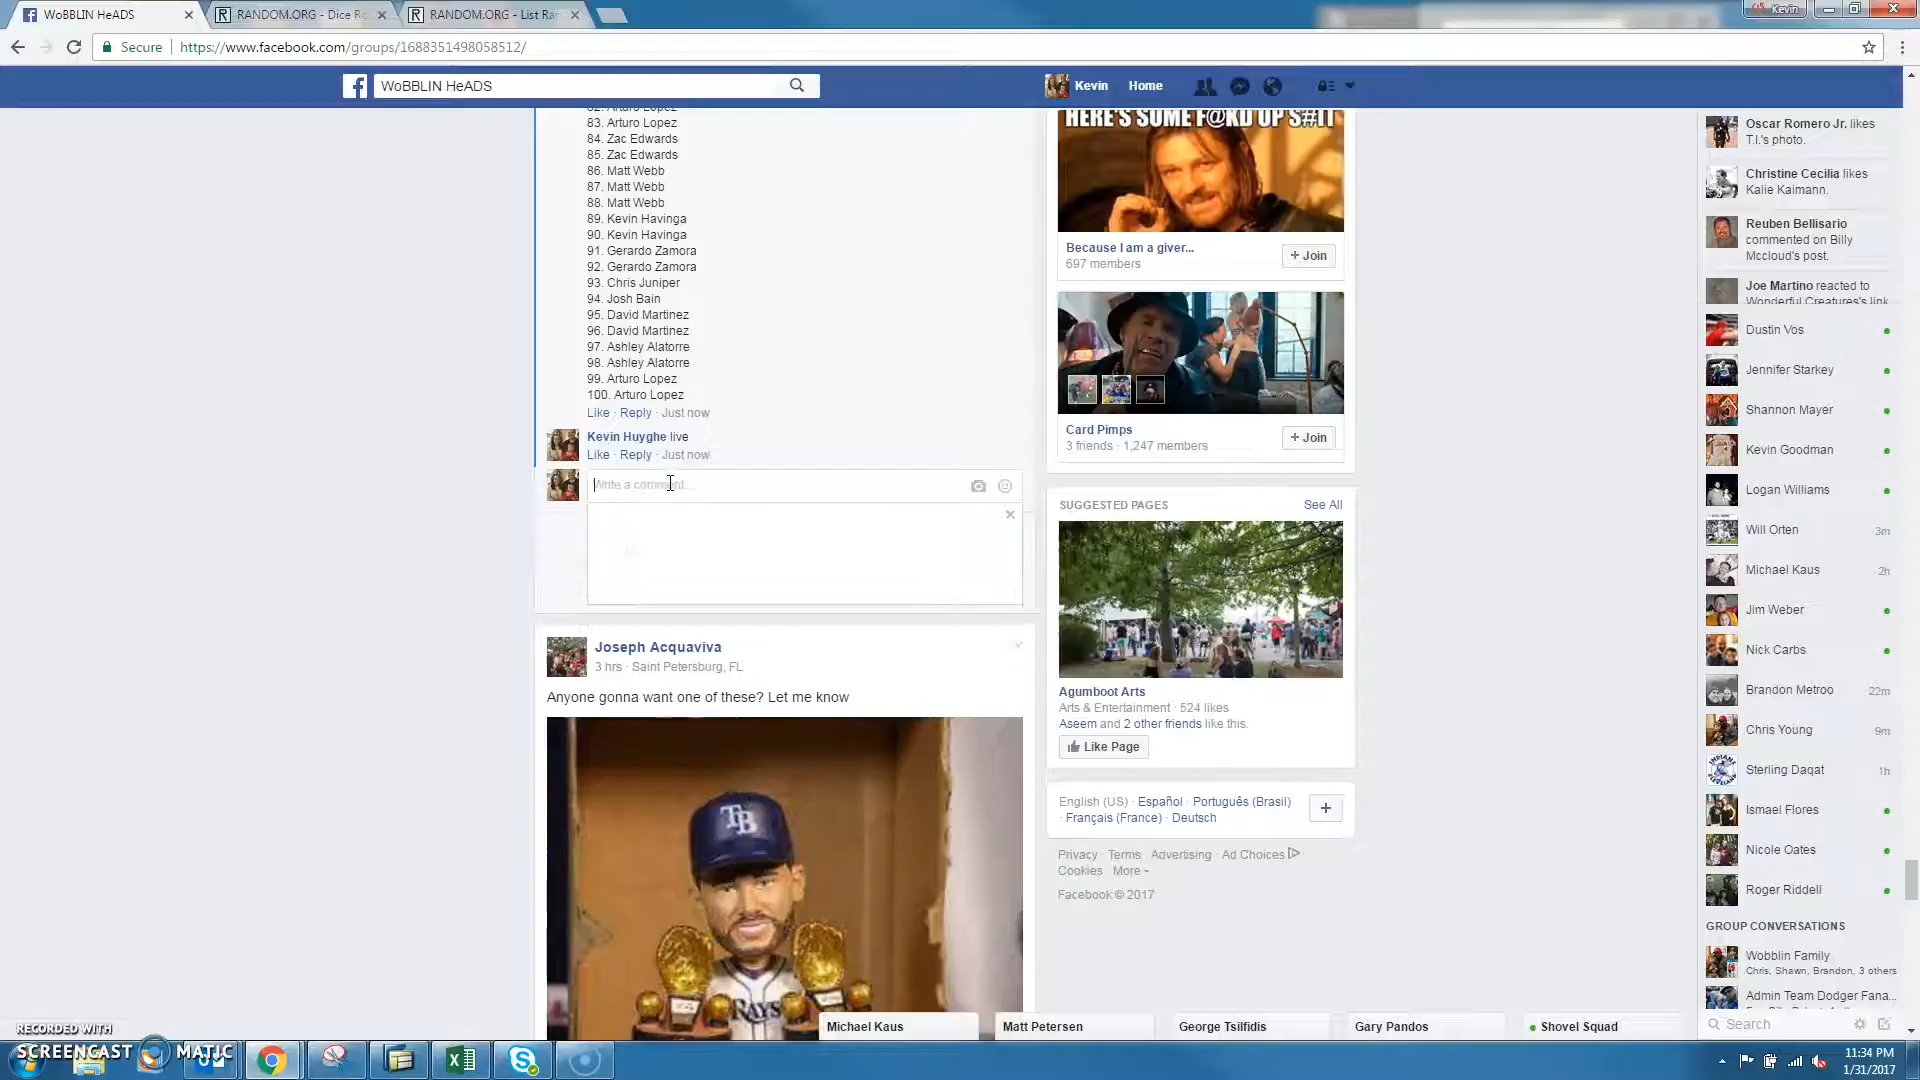 WoBBLIN HeADS
RANDOM.ORG - Dice Ro
RANDOM.ORG - List Ran
Kevin
Secure
https://www.facebook.com/groups/1688351498058512/
WoBBLIN HeADS
Kevin
Home
82. Arturo Lopez
83. Arturo Lopez
84. Zac Edwards
85. Zac Edwards
86. Matt Webb
87. Matt Webb
88. Matt Webb
89. Kevin Havinga
90. Kevin Havinga
91. Gerardo Zamora
92. Gerardo Zamora
93. Chris Juniper
94. Josh Bain
95. David Martinez
96. David Martinez
97. Ashley Alatorre
98. Ashley Alatorre
99. Arturo Lopez
100. Arturo Lopez
Like · Reply · Just now
Kevin Huyghe live
Like · Reply · Just now
Write a comment...
Joseph Acquaviva
3 hrs · Saint Petersburg, FL
Anyone gonna want one of these? Let me know
TB
RAYS
HERE'S SOME F@KD UP S#IT
Because I am a giver...
697 members
+ Join
Card Pimps
3 friends · 1,247 members
+ Join
SUGGESTED PAGES
See All
Agumboot Arts
Arts & Entertainment · 524 likes
Aseem and 2 other friends like this.
Like Page
English (US) · Español · Português (Brasil)
· Français (France) · Deutsch
Privacy Terms Advertising Ad Choices
Cookies More
Facebook © 2017
Oscar Romero Jr. likes
T.I.'s photo.
Christine Cecilia likes
Kalie Kaimann.
Reuben Bellisario
commented on Billy
Mccloud's post.
Joe Martino reacted to
Wonderful Creatures's link
Dustin Vos
Jennifer Starkey
Shannon Mayer
Kevin Goodman
Logan Williams
Will Orten 3m
Michael Kaus 2h
Jim Weber
Nick Carbs
Brandon Metroo 22m
Chris Young 9m
Sterling Daqat 1h
Ismael Flores
Nicole Oates
Roger Riddell
GROUP CONVERSATIONS
Wobblin Family
Chris, Shawn, Brandon, 3 others
Admin Team Dodger Fana...
Search
Michael Kaus
Matt Petersen
George Tsilfidis
Gary Pandos
Shovel Squad
RECORDED WITH
SCREENCAST MATIC
11:34 PM
1/31/2017